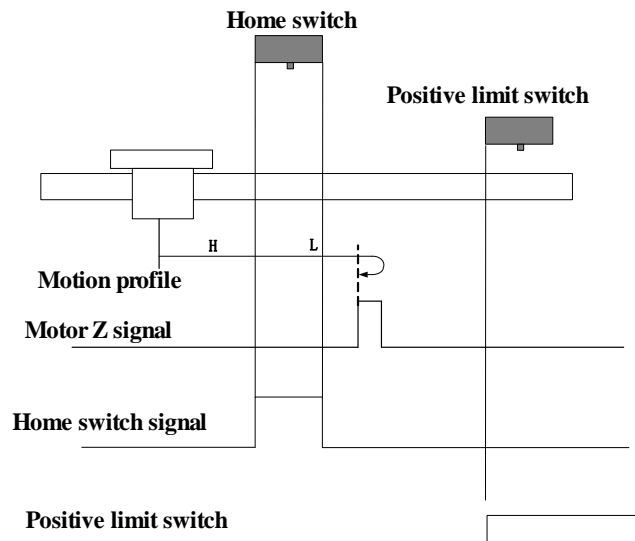 Home switch
Positive limit switch
H
L
Motion profile
Motor Z signal
Home switch signal
Positive limit switch